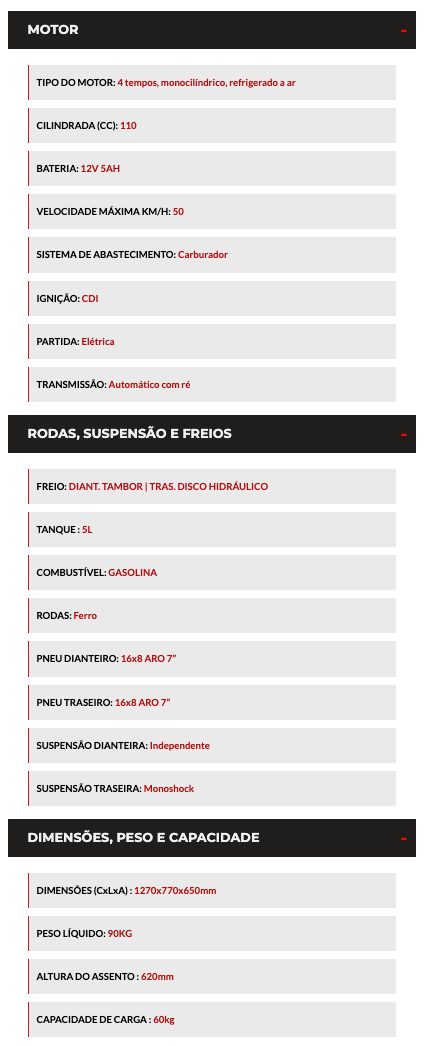 MOTOR -
TIPO DO MOTOR: 4 tempos, monocilíndrico, refrigerado a ar
CILINDRADA (CC): 110
BATERIA: 12V 5AH
VELOCIDADE MÁXIMA KM/H: 50
SISTEMA DE ABASTECIMENTO: Carburador
IGNIÇÃO: CDI
PARTIDA: Elétrica
TRANSMISSÃO: Automático com ré
RODAS, SUSPENSÃO E FREIOS -
FREIO: DIANT. TAMBOR | TRAS. DISCO HIDRÁULICO
TANQUE : 5L
COMBUSTÍVEL: GASOLINA
RODAS: Ferro
PNEU DIANTEIRO: 16x8 ARO 7"
PNEU TRASEIRO: 16x8 ARO 7"
SUSPENSÃO DIANTEIRA: Independente
SUSPENSÃO TRASEIRA: Monoshock
DIMENSÕES, PESO E CAPACIDADE -
DIMENSÕES (CxLxA) : 1270x770x650mm
PESO LÍQUIDO: 90KG
ALTURA DO ASSENTO : 620mm
CAPACIDADE DE CARGA : 60kg